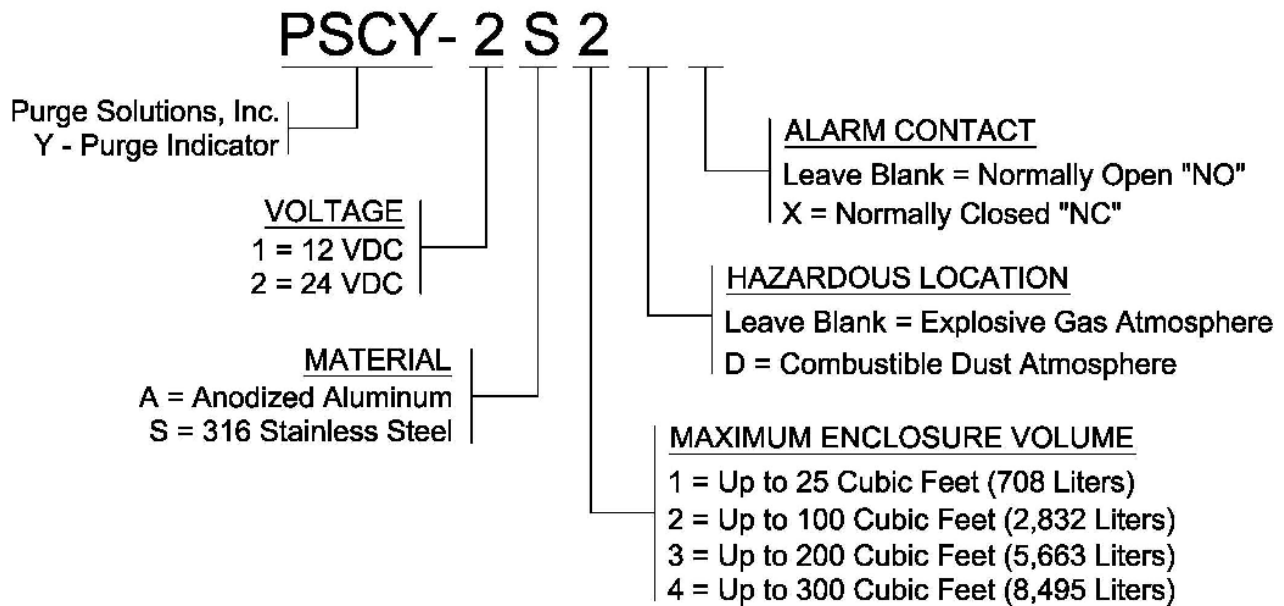 PSCY- 2 S 2 _ _
Purge Solutions, Inc.
Y - Purge Indicator
ALARM CONTACT
Leave Blank = Normally Open "NO"
X = Normally Closed "NC"
VOLTAGE
1 = 12 VDC
2 = 24 VDC
HAZARDOUS LOCATION
Leave Blank = Explosive Gas Atmosphere
D = Combustible Dust Atmosphere
MATERIAL
A = Anodized Aluminum
S = 316 Stainless Steel
MAXIMUM ENCLOSURE VOLUME
1 = Up to 25 Cubic Feet (708 Liters)
2 = Up to 100 Cubic Feet (2,832 Liters)
3 = Up to 200 Cubic Feet (5,663 Liters)
4 = Up to 300 Cubic Feet (8,495 Liters)